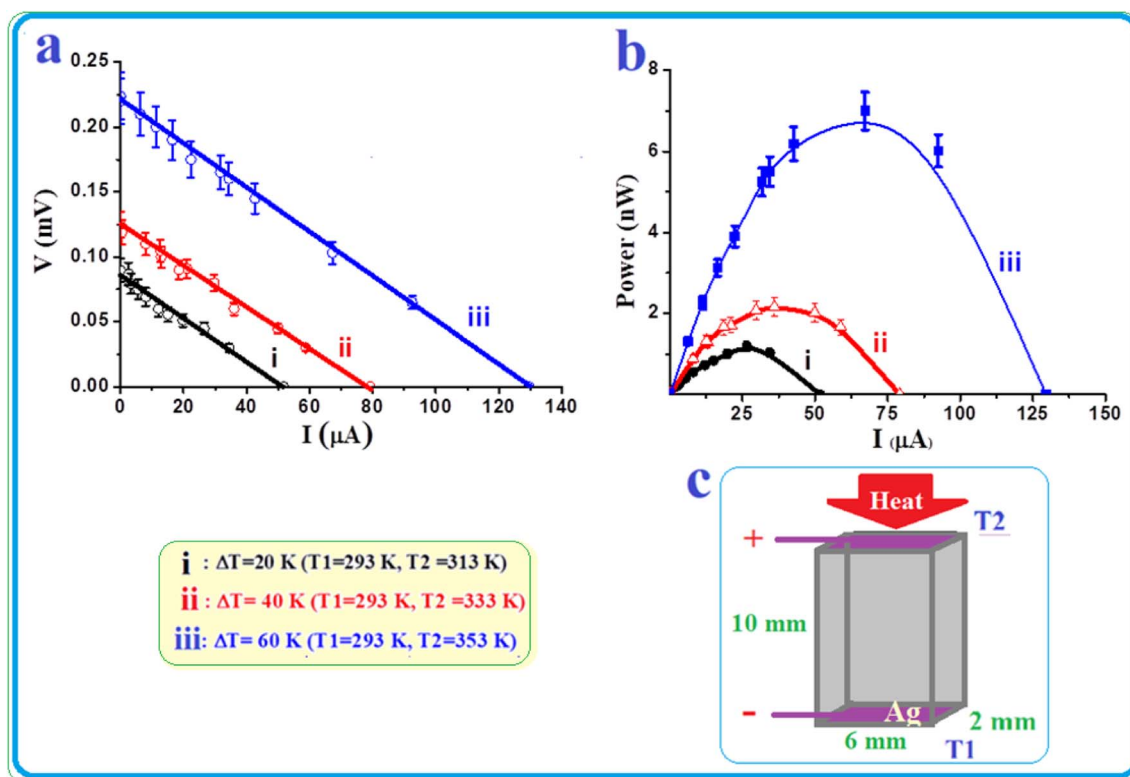 a
0.25
0.20
0.15
0.10
0.05
0.00
V (mV)
0 20 40 60 80 100 120 140
I (μA)
i
ii
iii
b
8
6
4
2
Power (nW)
25 50 75 100 125 150
I (μA)
i
ii
iii
i : ΔT=20 K (T1=293 K, T2 =313 K)
ii : ΔT= 40 K (T1=293 K, T2 =333 K)
iii: ΔT= 60 K (T1=293 K, T2=353 K)
c
Heat
T2
+
10 mm
-
Ag
2 mm
6 mm
T1